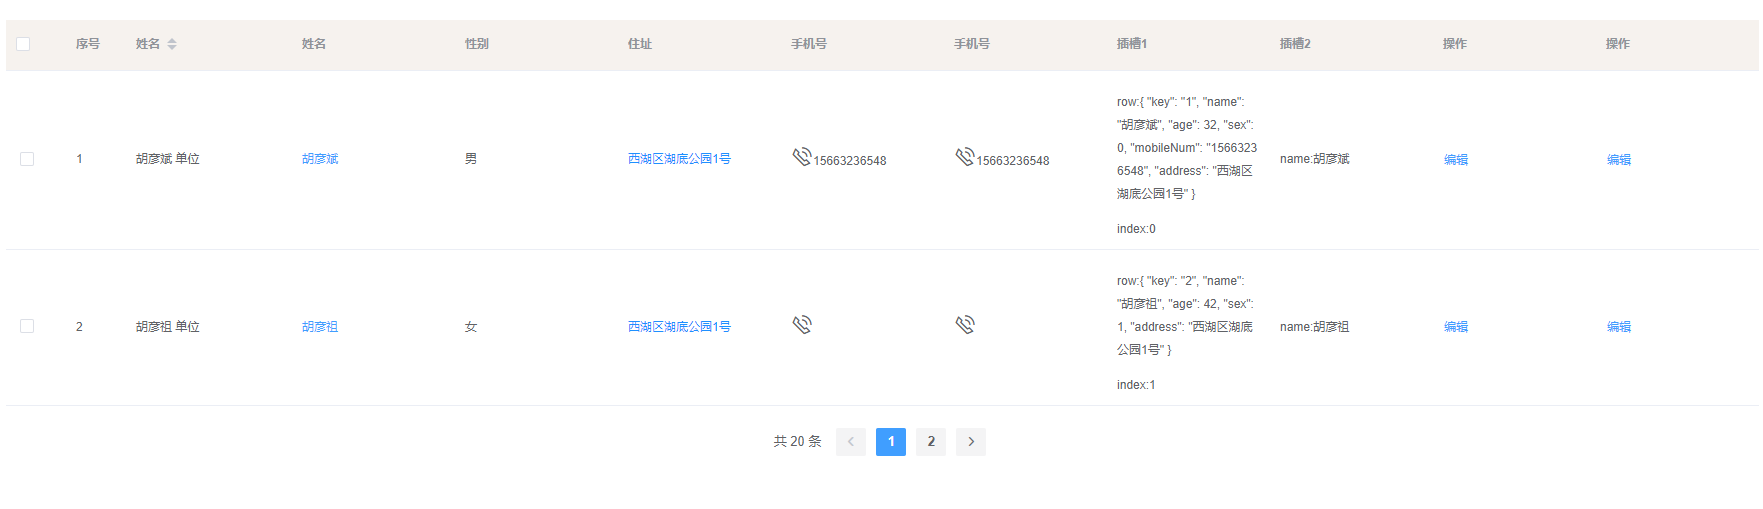 序号 姓名 姓名 性别 住址 手机号 手机号 插槽1 插槽2 操作 操作
row:{ "key": "1", "name":
"胡彦斌", "age": 32, "sex":
1 胡彦斌 单位 胡彦斌 男 西湖区湖底公园1号 15663236548 15663236548 0, "mobileNum": "1566323 name:胡彦斌 编辑 编辑
6548", "address": "西湖区
湖底公园1号" }
index:0
row:{ "key": "2", "name":
"胡彦祖", "age": 42, "sex":
2 胡彦祖 单位 胡彦祖 女 西湖区湖底公园1号 1, "address": "西湖区湖底 name:胡彦祖 编辑 编辑
公园1号" }
index:1
共 20 条 1 2